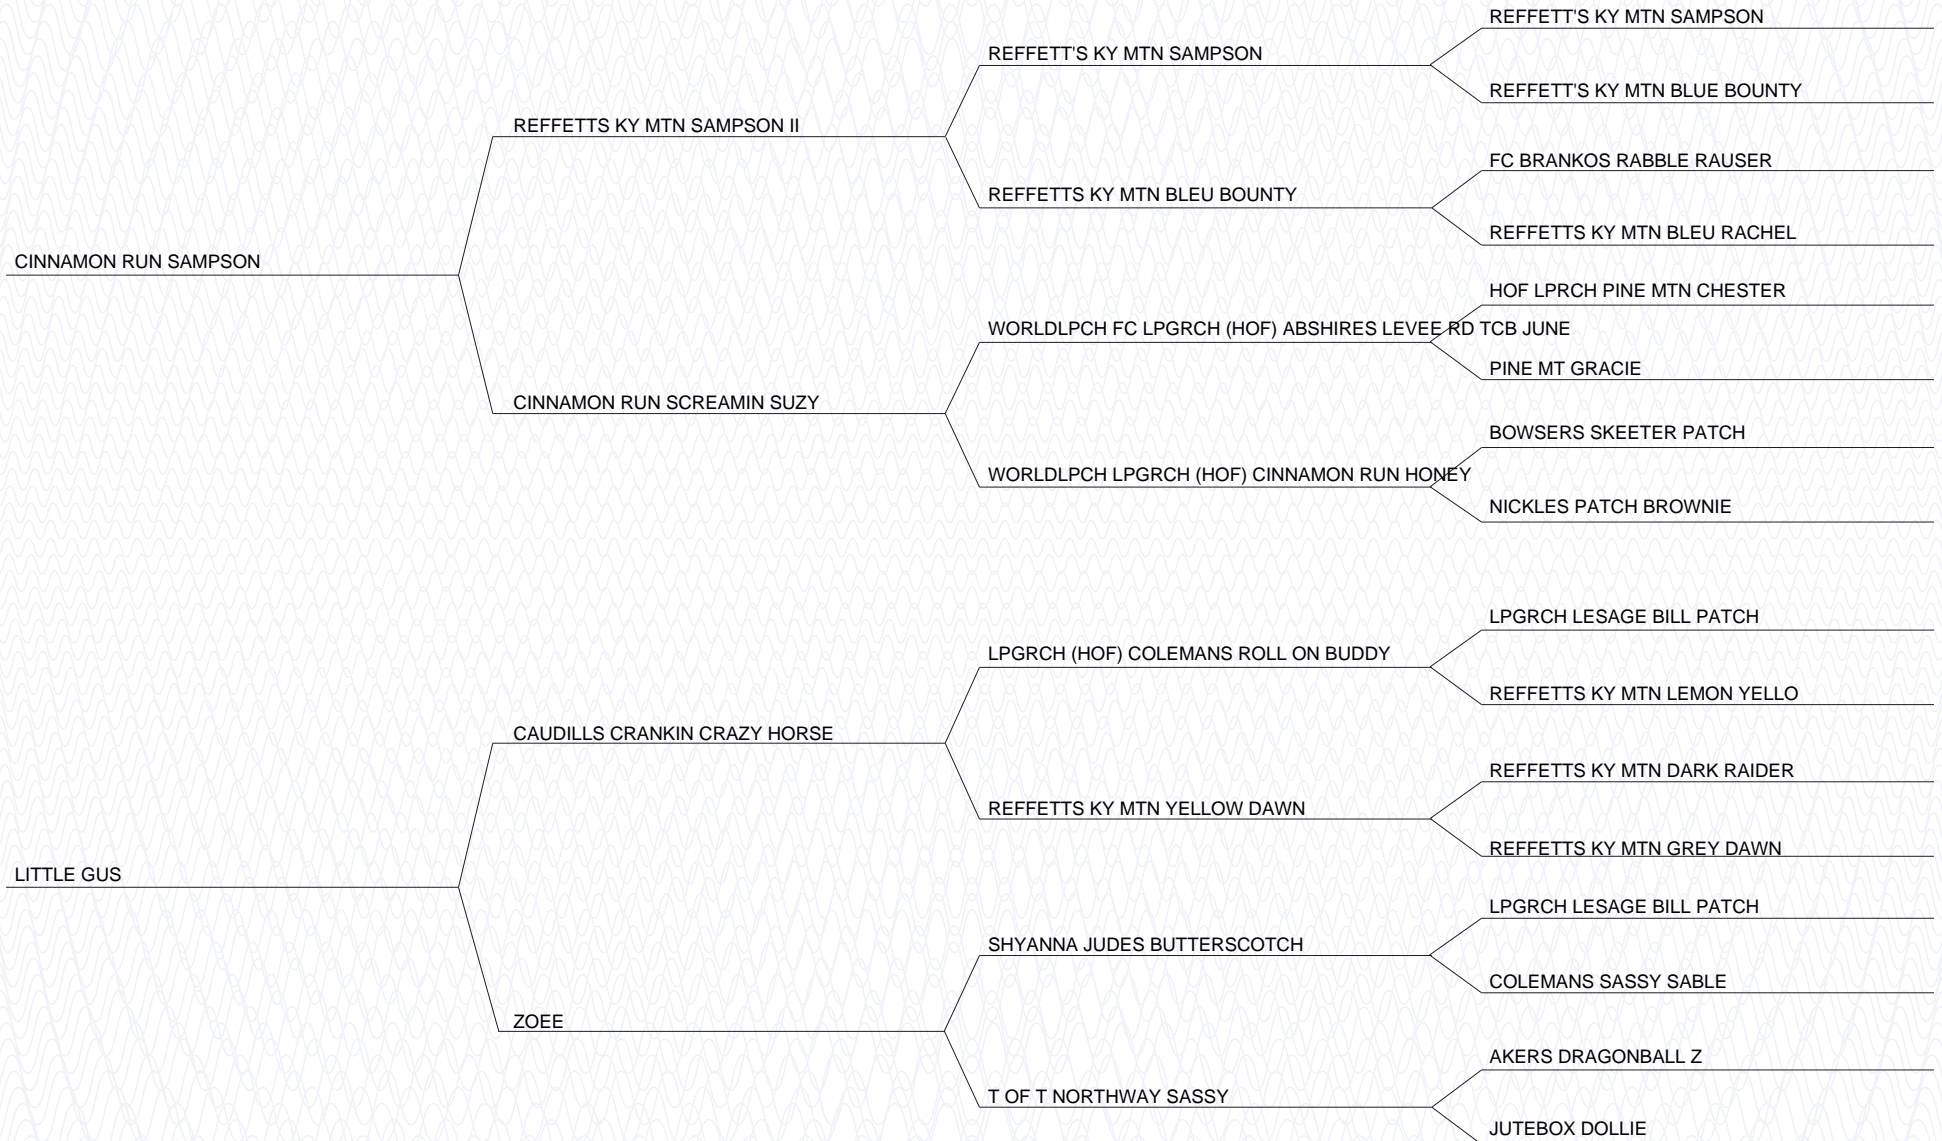 REFFETT'S KY MTN SAMPSON
REFFETT'S KY MTN SAMPSON
REFFETT'S KY MTN BLUE BOUNTY
REFFETTS KY MTN SAMPSON II
FC BRANKOS RABBLE RAUSER
REFFETTS KY MTN BLEU BOUNTY
REFFETTS KY MTN BLEU RACHEL
CINNAMON RUN SAMPSON
HOF LPRCH PINE MTN CHESTER
WORLDLPCH FC LPGRCH (HOF) ABSHIRES LEVEE RD TCB JUNE
PINE MT GRACIE
CINNAMON RUN SCREAMIN SUZY
BOWSERS SKEETER PATCH
WORLDLPCH LPGRCH (HOF) CINNAMON RUN HONEY
NICKLES PATCH BROWNIE
LPGRCH LESAGE BILL PATCH
LPGRCH (HOF) COLEMANS ROLL ON BUDDY
REFFETTS KY MTN LEMON YELLO
CAUDILLS CRANKIN CRAZY HORSE
REFFETTS KY MTN DARK RAIDER
REFFETTS KY MTN YELLOW DAWN
REFFETTS KY MTN GREY DAWN
LITTLE GUS
LPGRCH LESAGE BILL PATCH
SHYANNA JUDES BUTTERSCOTCH
COLEMANS SASSY SABLE
ZOEE
AKERS DRAGONBALL Z
T OF T NORTHWAY SASSY
JUTEBOX DOLLIE